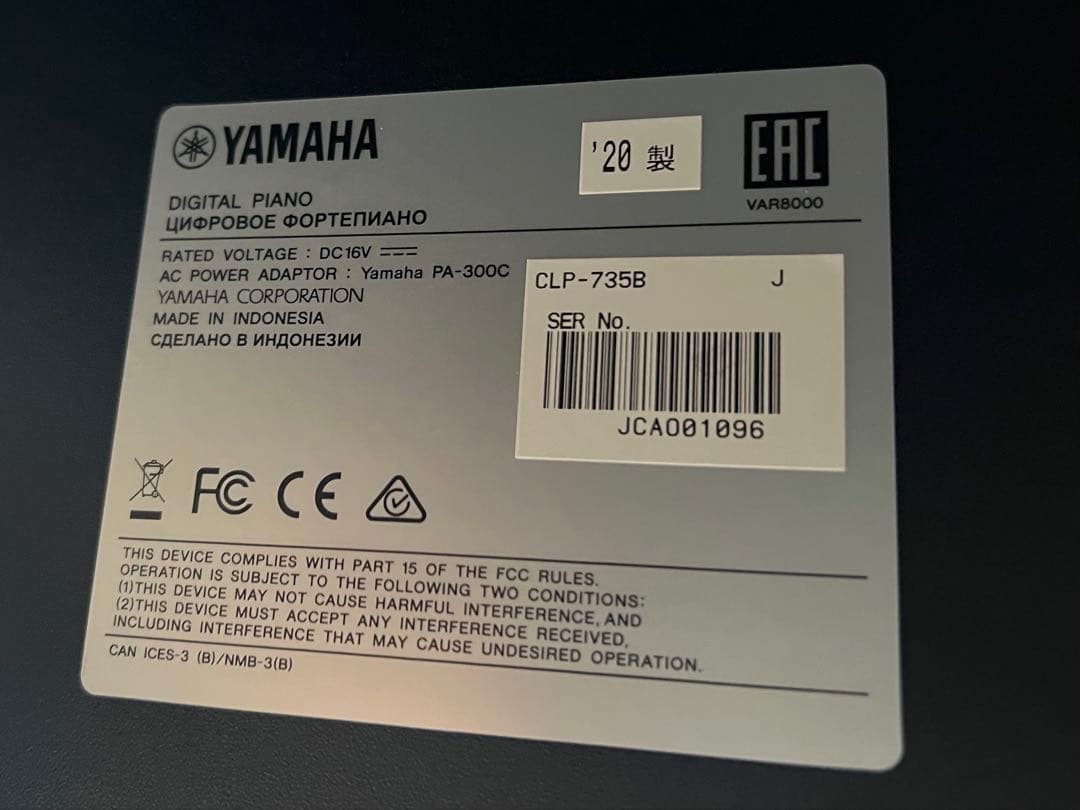 YAMAHA
'20 製
EAC
VAR8000
DIGITAL PIANO
ЦИФРОВОЕ ФОРТЕПИАНО
RATED VOLTAGE : DC16V
AC POWER ADAPTOR : Yamaha PA-300C
YAMAHA CORPORATION
MADE IN INDONESIA
СДЕЛАНО В ИНДОНЕЗИИ
CLP-735B J
SER No.
JCAO01096
FC CE
THIS DEVICE COMPLIES WITH PART 15 OF THE FCC RULES.
OPERATION IS SUBJECT TO THE FOLLOWING TWO CONDITIONS:
(1)THIS DEVICE MAY NOT CAUSE HARMFUL INTERFERENCE, AND
(2)THIS DEVICE MUST ACCEPT ANY INTERFERENCE RECEIVED,
INCLUDING INTERFERENCE THAT MAY CAUSE UNDESIRED OPERATION.
CAN ICES-3 (B)/NMB-3(B)